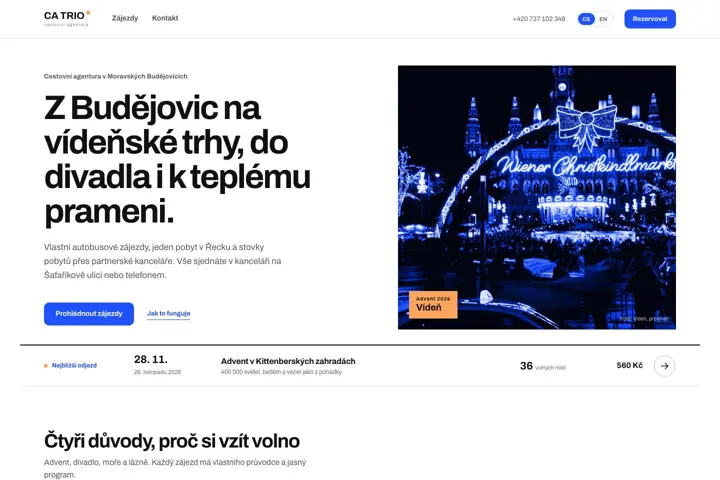 CA TRIO
cestovní agentura
Zájezdy
Kontakt
+420 737 102 348
CS
EN
Rezervovat
Cestovní agentura v Moravských Budějovicích
Z Budějovic na
vídeňské trhy, do
divadla i k teplému
prameni.
Vlastní autobusové zájezdy, jeden pobyt v Řecku a stovky
pobytů přes partnerské kanceláře. Vše sjednáte v kanceláři na
Šafaříkově ulici nebo telefonem.
Prohlédnout zájezdy
Jak to funguje
Wiener Christkindlmarkt
Advent 2026
Vídeň
Nejbližší odjezd
28. 11.
28. listopadu 2026
Advent v Kittenberských zahradách
400 000 světel, betlém a večer jako z pohádky
36 volných míst
560 Kč
Čtyři důvody, proč si vzít volno
Advent, divadlo, moře a lázně. Každý zájezd má vlastního průvodce a jasný
program.